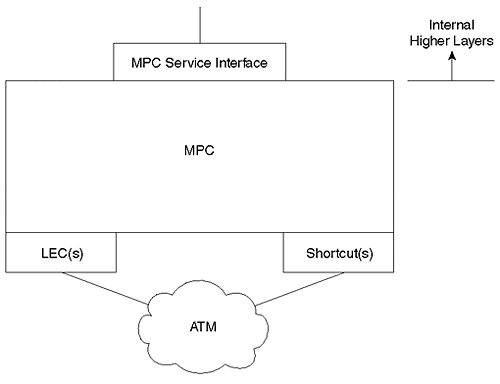 Internal
Higher Layers
MPC Service Interface
MPC
LEC(s)
Shortcut(s)
ATM